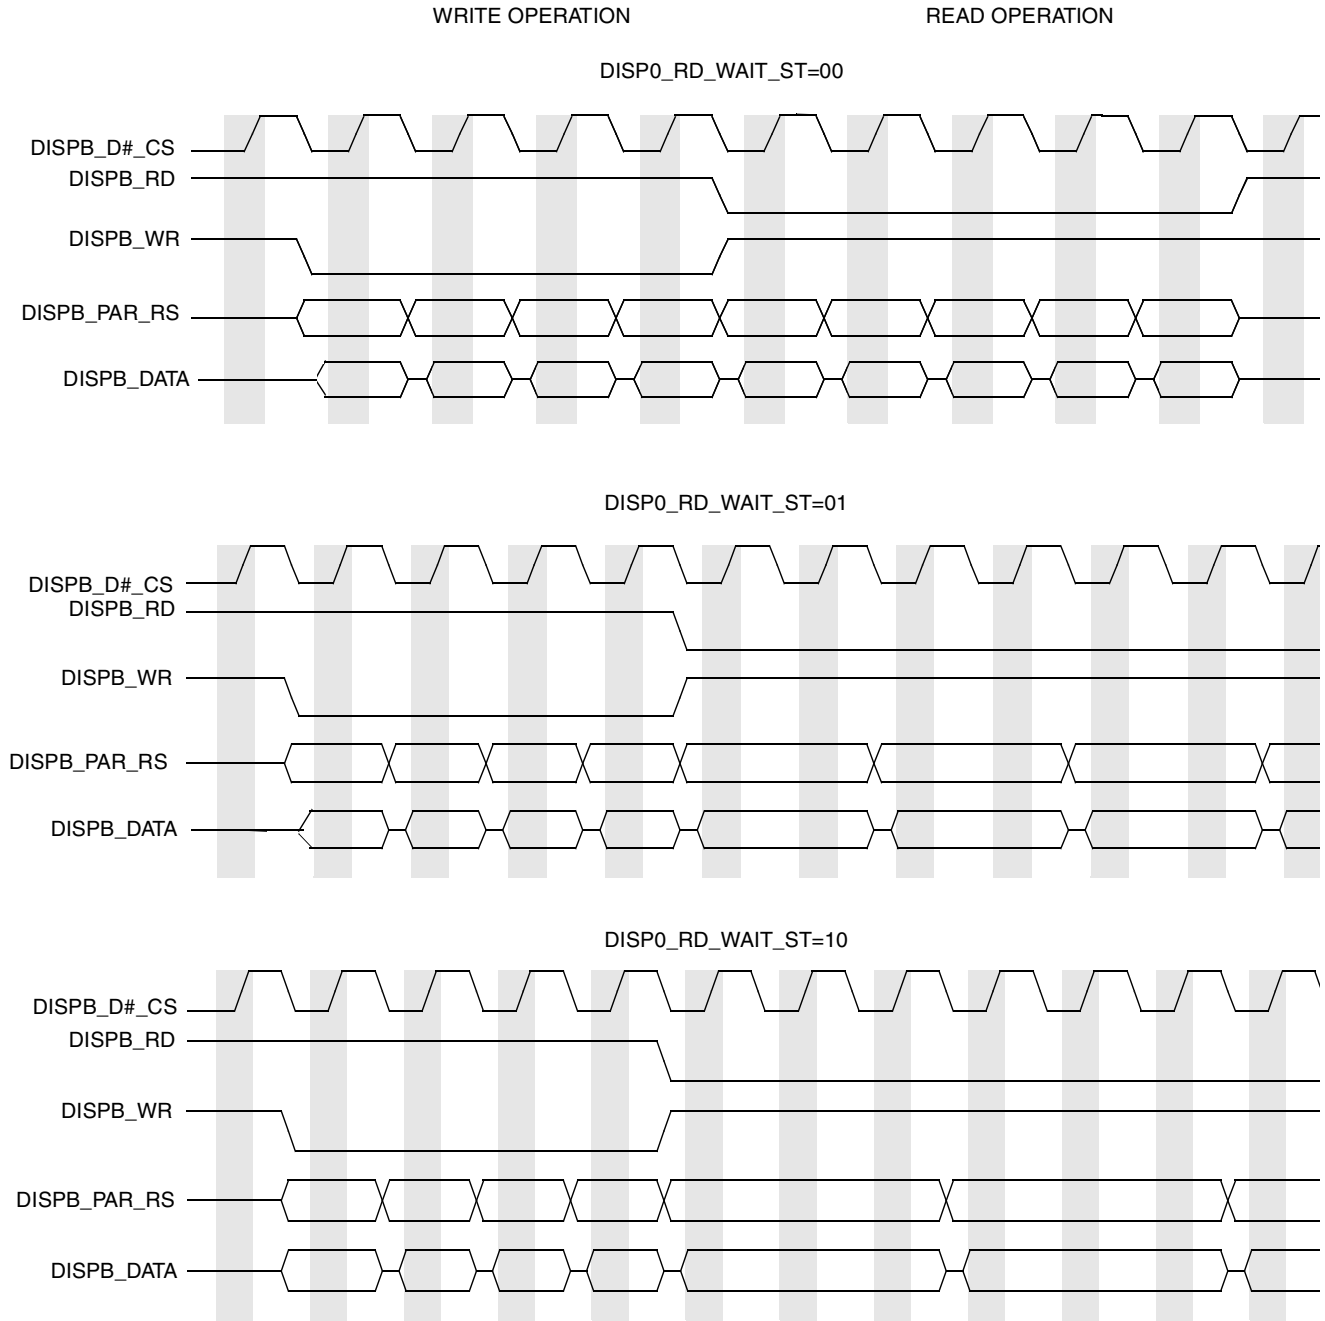 WRITE OPERATION READ OPERATION
DISP0_RD_WAIT_ST=00
DISPB_D#_CS
DISPB_RD
DISPB_WR
DISPB_PAR_RS
DISPB_DATA
DISP0_RD_WAIT_ST=01
DISPB_D#_CS
DISPB_RD
DISPB_WR
DISPB_PAR_RS
DISPB_DATA
DISP0_RD_WAIT_ST=10
DISPB_D#_CS
DISPB_RD
DISPB_WR
DISPB_PAR_RS
DISPB_DATA